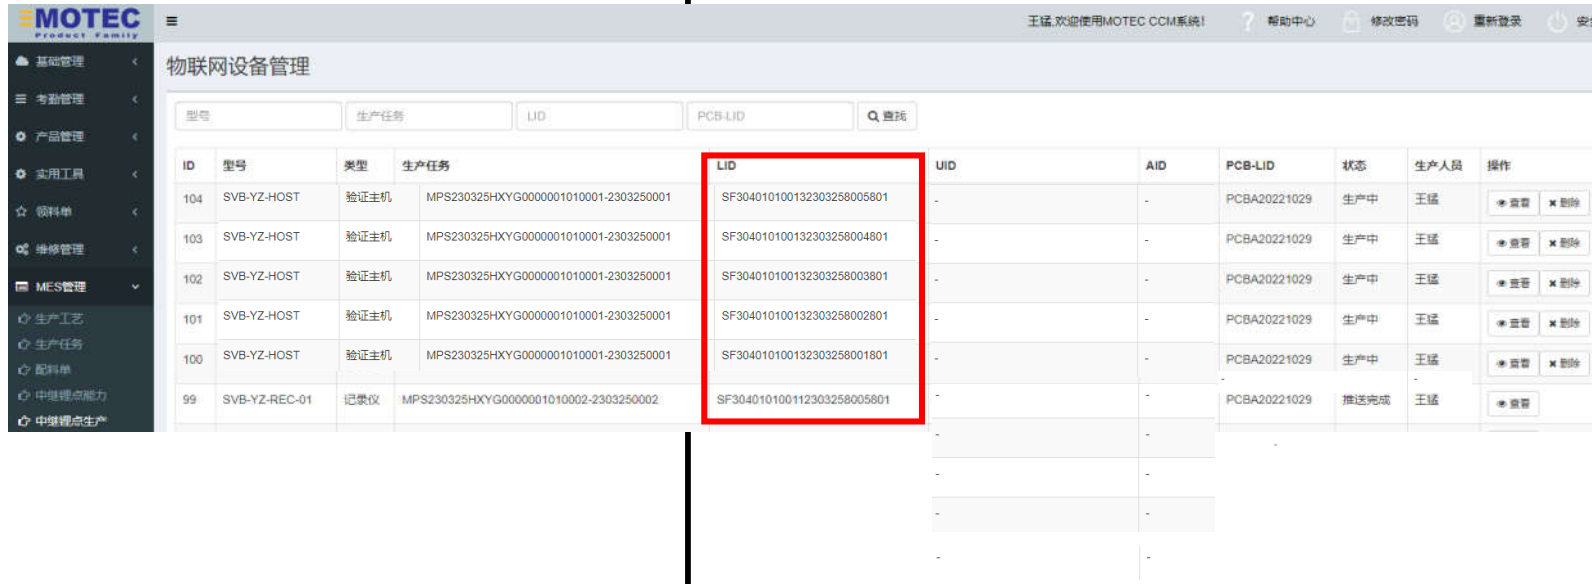 MOTEC
Product Family
王猛,欢迎使用MOTEC CCM系统!
帮助中心
修改密码
重新登录
基础管理
考勤管理
产品管理
实用工具
领料单
维修管理
MES管理
生产工艺
生产任务
配料单
中继锂点能力
中继锂点生产
物联网设备管理
型号 生产任务 LID PCB-LID 查找
ID 型号 类型 生产任务 LID UID AID PCB-LID 状态 生产人员 操作
104 SVB-YZ-HOST 验证主机 MPS230325HXYG0000001010001-2303250001 SF304010100132303258005801 - - PCBA20221029 生产中 王猛 查看 删除
103 SVB-YZ-HOST 验证主机 MPS230325HXYG0000001010001-2303250001 SF304010100132303258004801 - - PCBA20221029 生产中 王猛 查看 删除
102 SVB-YZ-HOST 验证主机 MPS230325HXYG0000001010001-2303250001 SF304010100132303258003801 - - PCBA20221029 生产中 王猛 查看 删除
101 SVB-YZ-HOST 验证主机 MPS230325HXYG0000001010001-2303250001 SF304010100132303258002801 - - PCBA20221029 生产中 王猛 查看 删除
100 SVB-YZ-HOST 验证主机 MPS230325HXYG0000001010001-2303250001 SF304010100132303258001801 - - PCBA20221029 生产中 王猛 查看 删除
99 SVB-YZ-REC-01 记录仪 MPS230325HXYG0000001010002-2303250002 SF304010100112303258005801 - - PCBA20221029 推送完成 王猛 查看